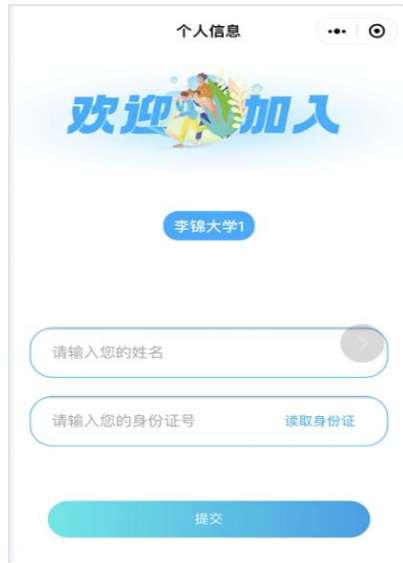 个人信息
欢迎加入
李锦大学1
请输入您的姓名
请输入您的身份证号 读取身份证
提交